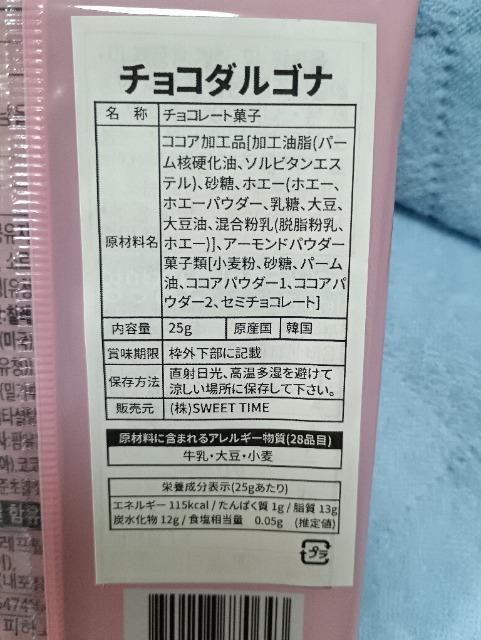 チョコダルゴナ
名 称 チョコレート菓子
原材料名
ココア加工品[加工油脂(パー
ム核硬化油、ソルビタンエス
テル)、砂糖、ホエー(ホエー、
ホエーパウダー、乳糖、大豆、
大豆油、混合粉乳(脱脂粉乳、
ホエー)]、アーモンドパウダー
菓子類[小麦粉、砂糖、パーム
油、ココアパウダー1、ココアパ
ウダー2、セミチョコレート]
内容量 25g 原産国 韓国
賞味期限 枠外下部に記載
保存方法 直射日光、高温多湿を避けて
涼しい場所に保存して下さい。
販売元 (株)SWEET TIME
原材料に含まれるアレルギー物質(28品目)
牛乳・大豆・小麦
栄養成分表示(25gあたり)
エネルギー 115kcal / たんぱく質 1g / 脂質 13g
炭水化物 12g / 食塩相当量 0.05g (推定値)
プラ